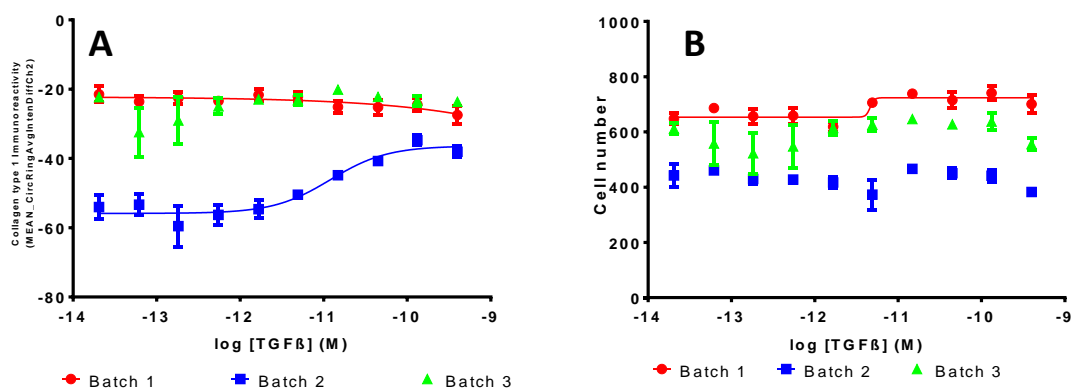 A
Collagen type 1 Immunoreactivity
(MEAN_CircRingAvgIntenDiffCh2)
0
-20
-40
-60
-80
-14 -13 -12 -11 -10 -9
log [TGFß] (M)
Batch 1 Batch 2 Batch 3
B
Cell number
1000
800
600
400
200
0
-14 -13 -12 -11 -10 -9
log [TGFß] (M)
Batch 1 Batch 2 Batch 3